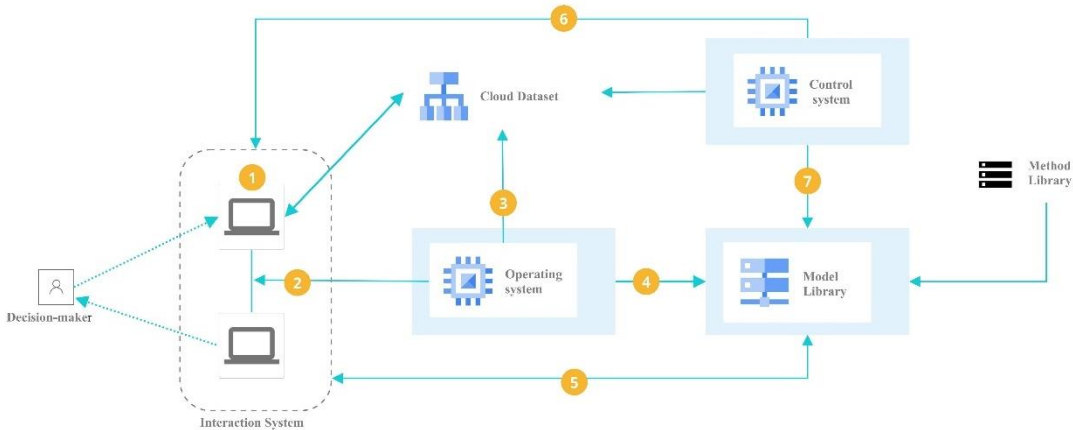 6
Cloud Dataset
Control
system
1
3
7
Method
Library
2
Operating
system
4
Model
Library
Decision-maker
5
Interaction System